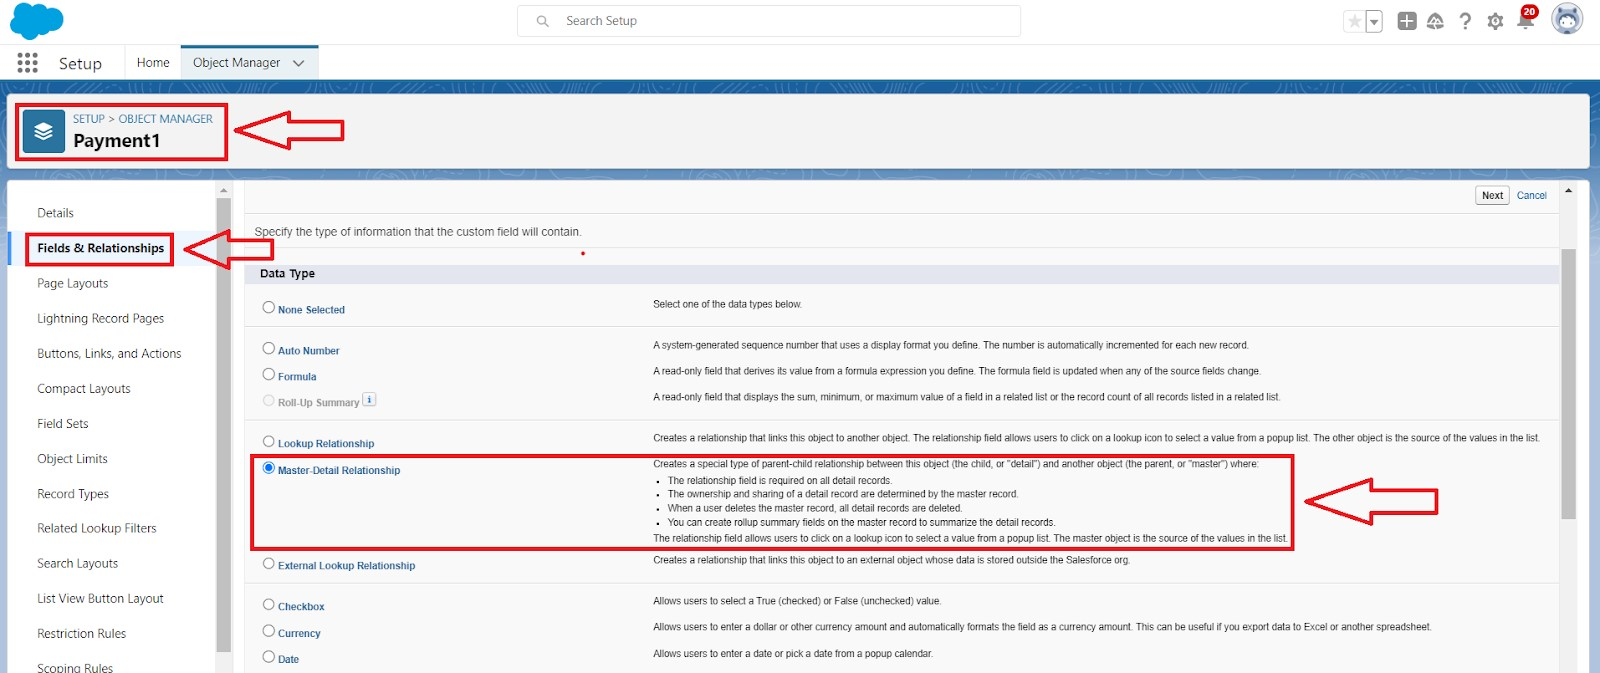 Search Setup
20
Setup
Home
Object Manager
SETUP > OBJECT MANAGER
Payment1
Details
Fields & Relationships
Page Layouts
Lightning Record Pages
Buttons, Links, and Actions
Compact Layouts
Field Sets
Object Limits
Record Types
Related Lookup Filters
Search Layouts
List View Button Layout
Restriction Rules
Scoping Rules
Next Cancel
Specify the type of information that the custom field will contain.
Data Type
None Selected Select one of the data types below.
Auto Number A system-generated sequence number that uses a display format you define. The number is automatically incremented for each new record.
Formula A read-only field that derives its value from a formula expression you define. The formula field is updated when any of the source fields change.
Roll-Up Summary i A read-only field that displays the sum, minimum, or maximum value of a field in a related list or the record count of all records listed in a related list.
Lookup Relationship Creates a relationship that links this object to another object. The relationship field allows users to click on a lookup icon to select a value from a popup list. The other object is the source of the values in the list.
Master-Detail Relationship Creates a special type of parent-child relationship between this object (the child, or "detail") and another object (the parent, or "master") where:
• The relationship field is required on all detail records.
• The ownership and sharing of a detail record are determined by the master record.
• When a user deletes the master record, all detail records are deleted.
• You can create rollup summary fields on the master record to summarize the detail records.
The relationship field allows users to click on a lookup icon to select a value from a popup list. The master object is the source of the values in the list.
External Lookup Relationship Creates a relationship that links this object to an external object whose data is stored outside the Salesforce org.
Checkbox Allows users to select a True (checked) or False (unchecked) value.
Currency Allows users to enter a dollar or other currency amount and automatically formats the field as a currency amount. This can be useful if you export data to Excel or another spreadsheet.
Date Allows users to enter a date or pick a date from a popup calendar.